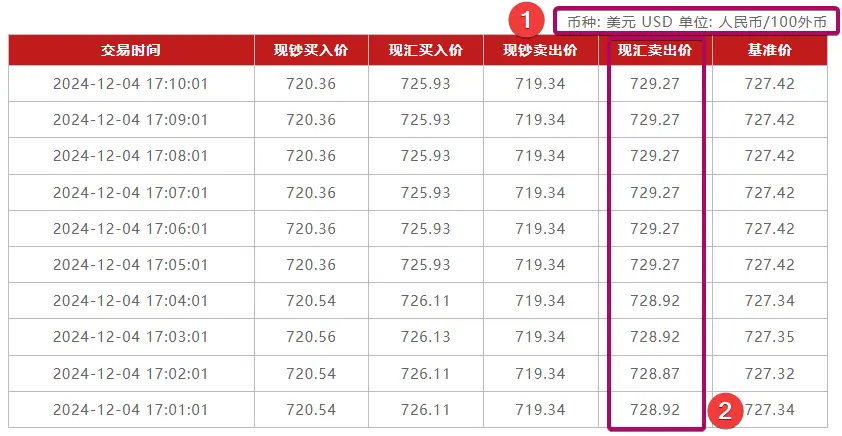 1 币种: 美元 USD 单位: 人民币/100外币
交易时间 现钞买入价 现汇买入价 现钞卖出价 现汇卖出价 基准价
2024-12-04 17:10:01 720.36 725.93 719.34 729.27 727.42
2024-12-04 17:09:01 720.36 725.93 719.34 729.27 727.42
2024-12-04 17:08:01 720.36 725.93 719.34 729.27 727.42
2024-12-04 17:07:01 720.36 725.93 719.34 729.27 727.42
2024-12-04 17:06:01 720.36 725.93 719.34 729.27 727.42
2024-12-04 17:05:01 720.36 725.93 719.34 729.27 727.42
2024-12-04 17:04:01 720.54 726.11 719.34 728.92 727.34
2024-12-04 17:03:01 720.56 726.13 719.34 728.92 727.35
2024-12-04 17:02:01 720.54 726.11 719.34 728.87 727.32
2024-12-04 17:01:01 720.54 726.11 719.34 728.92 2 727.34